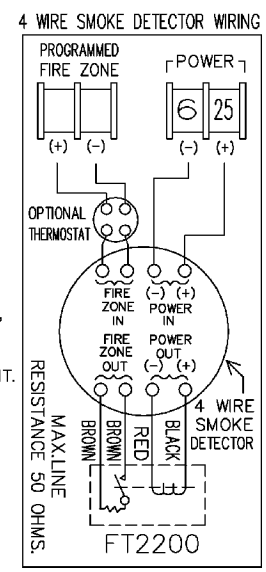 4 WIRE SMOKE DETECTOR WIRING
PROGRAMMED
FIRE ZONE
POWER
6 25
(+) (-) (-) (+)
OPTIONAL
THERMOSTAT
FIRE
ZONE
IN
(-) (+)
POWER
IN
FIRE
ZONE
OUT
POWER
OUT
(-) (+)
4 WIRE
SMOKE
DETECTOR
BROWN
BROWN
RED
BLACK
MAX.LINE
RESISTANCE 50 OHMS.
FT2200
T.